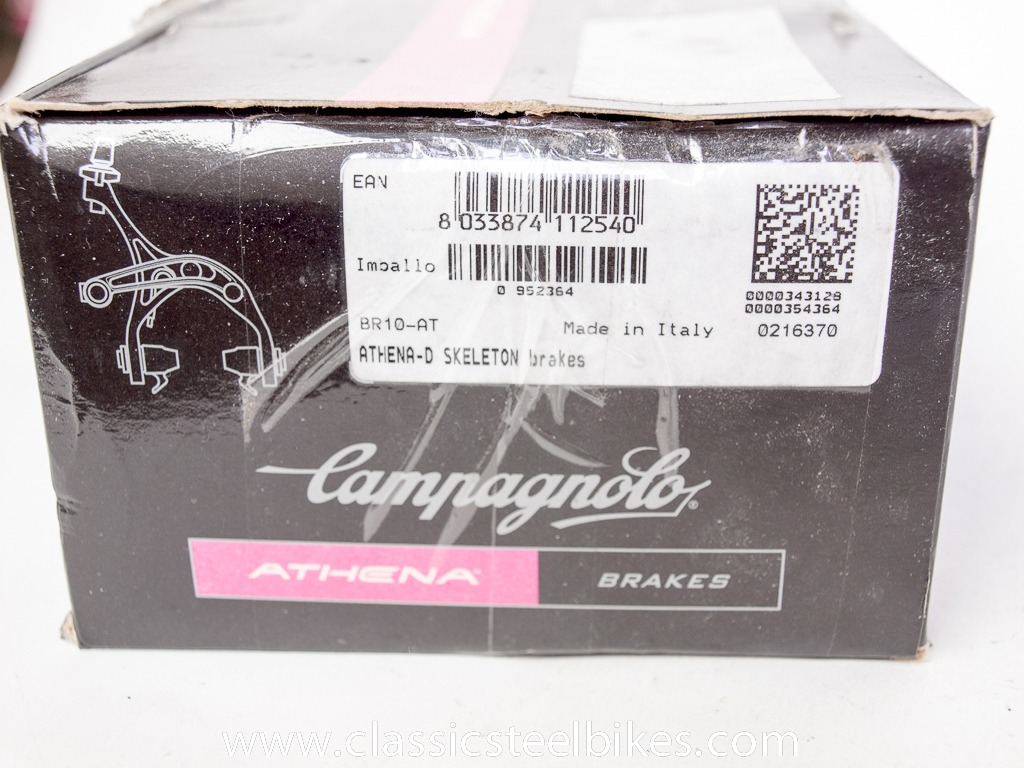 EAN
8 033874 112540
Imballo
0 952364
0000343128
0000354364
BR10-AT Made in Italy 0216370
ATHENA-D SKELETON brakes
Campagnolo®
ATHENA™ BRAKES
www.classicsteelbikes.com